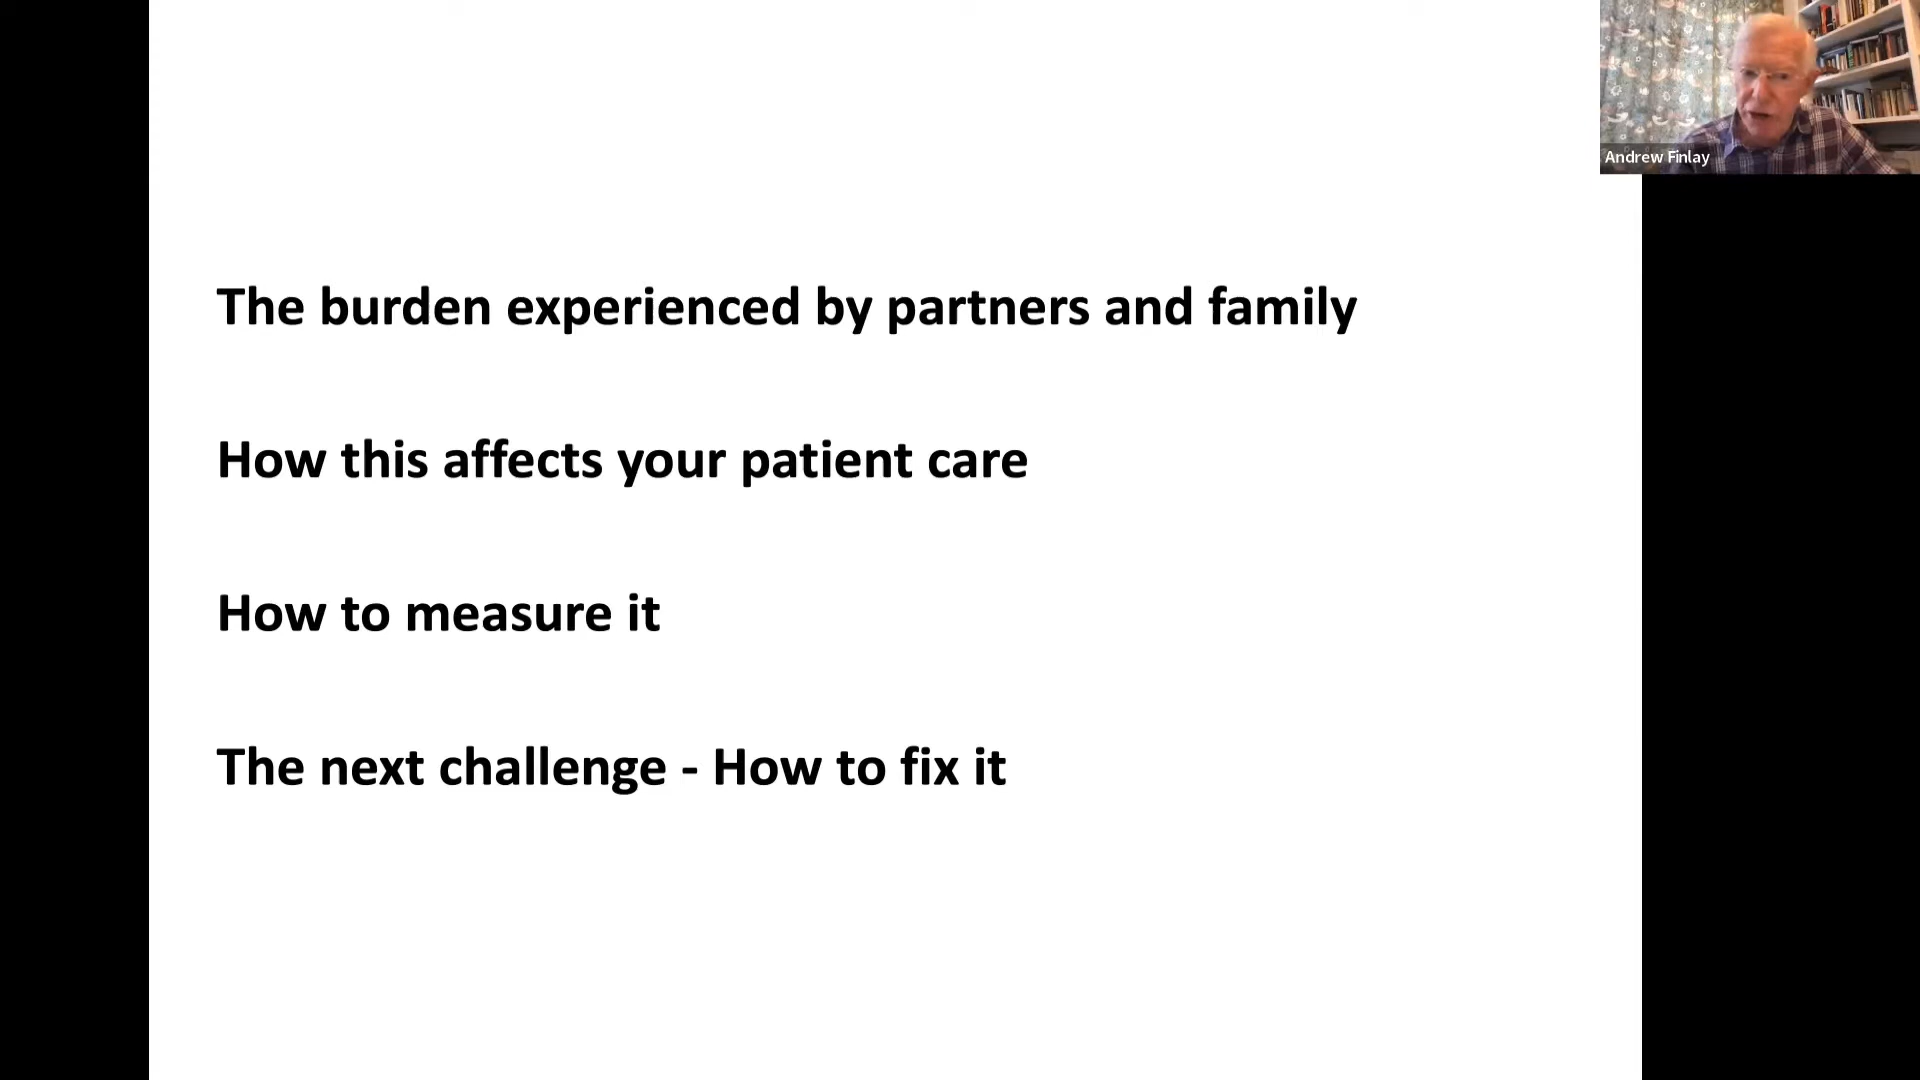 Andrew Finlay
The burden experienced by partners and family
How this affects your patient care
How to measure it
The next challenge - How to fix it